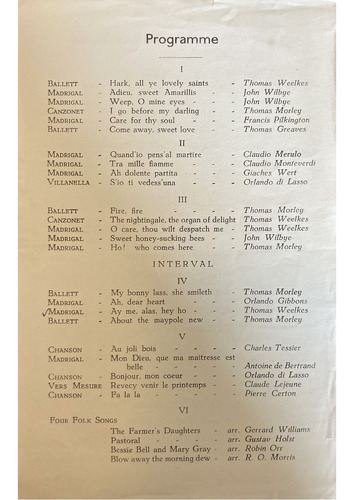 Programme
I
BALLETT - Hark, all ye lovely saints - - Thomas Weelkes
MADRIGAL - Adieu, sweet Amarillis - - John Wilbye
MADRIGAL - Weep, O mine eyes - - - John Wilbye
CANZONET - I go before my darling - - Thomas Morley
MADRIGAL - Care for thy soul - - - Francis Pilkington
BALLETT - Come away, sweet love - - Thomas Greaves
II
MADRIGAL - Quand'io pens'al martire - - Claudio Merulo
MADRIGAL - Tra mille fiamme - - - Claudio Monteverdi
MADRIGAL - Ah dolente partita - - - Giaches Wert
VILLANELLA - S'io ti vedess'una - - - Orlando di Lasso
III
BALLETT - Fire, fire - - - - - Thomas Morley
CANZONET - The nightingale, the organ of delight Thomas Weelkes
MADRIGAL - O care, thou wilt despatch me - Thomas Weelkes
MADRIGAL - Sweet honey-sucking bees - - John Wilbye
MADRIGAL - Ho! who comes here - - Thomas Morley
INTERVAL
IV
BALLETT - My bonny lass, she smileth - Thomas Morley
MADRIGAL - Ah, dear heart - - - Orlando Gibbons
MADRIGAL - Ay me, alas, hey ho - - - Thomas Weelkes
BALLETT - About the maypole new - - Thomas Morley
V
CHANSON - Au joli bois - - - - Charles Tessier
MADRIGAL - Mon Dieu, que ma maitresse est
belle - - - - Antoine de Bertrand
CHANSON - Bonjour, mon coeur - - Orlando di Lasso
VERS MESURE - Revecy venir le printemps - - Claude Lejeune
CHANSON - Fa la la - - - - - Pierre Certon
VI
FOUR FOLK SONGS
The Farmer's Daughters - arr. Gerrard Williams
Pastoral - - - - arr. Gustav Holst
Bessie Bell and Mary Gray - arr. Robin Orr
Blow away the morning dew - arr. R. O. Morris